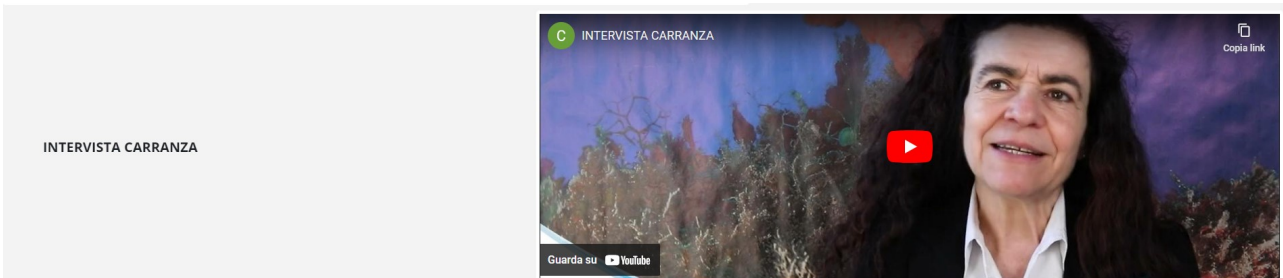 INTERVISTA CARRANZA
C INTERVISTA CARRANZA
Copia link
Guarda su YouTube